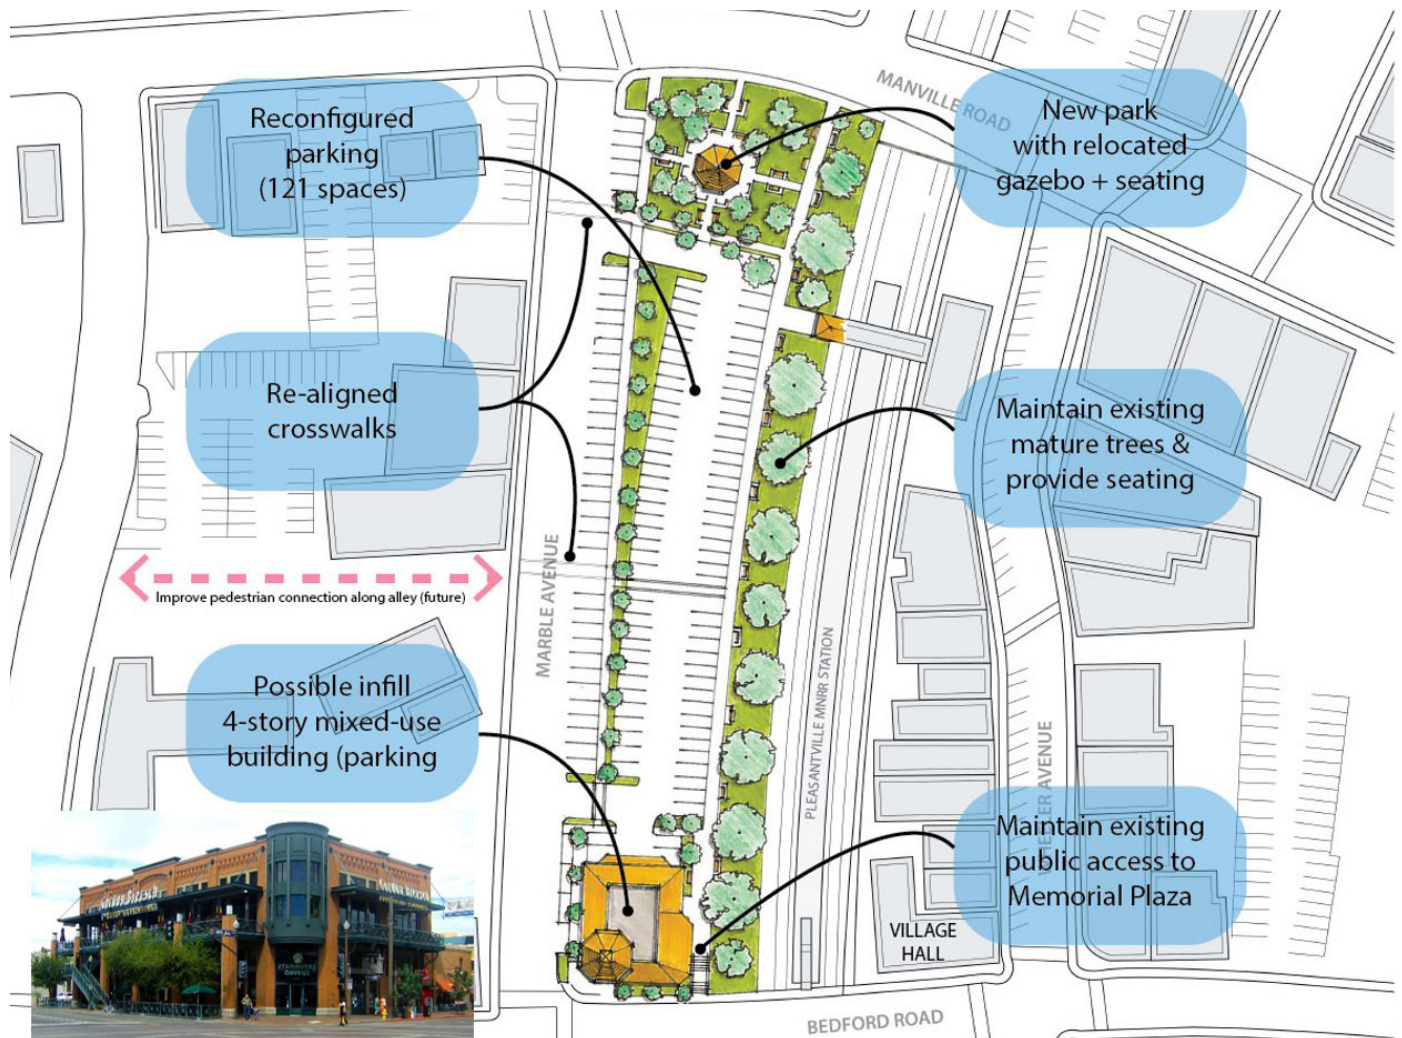 Reconfigured
parking
(121 spaces)
MANVILLE ROAD
New park
with relocated
gazebo + seating
Re-aligned
crosswalks
Maintain existing
mature trees &
provide seating
Improve pedestrian connection along alley (future)
MARBLE AVENUE
PLEASANTVILLE MNRR STATION
Possible infill
4-story mixed-use
building (parking
AVENUE
Maintain existing
public access to
Memorial Plaza
VILLAGE
HALL
STARBUCKS
COFFEE
BEDFORD ROAD